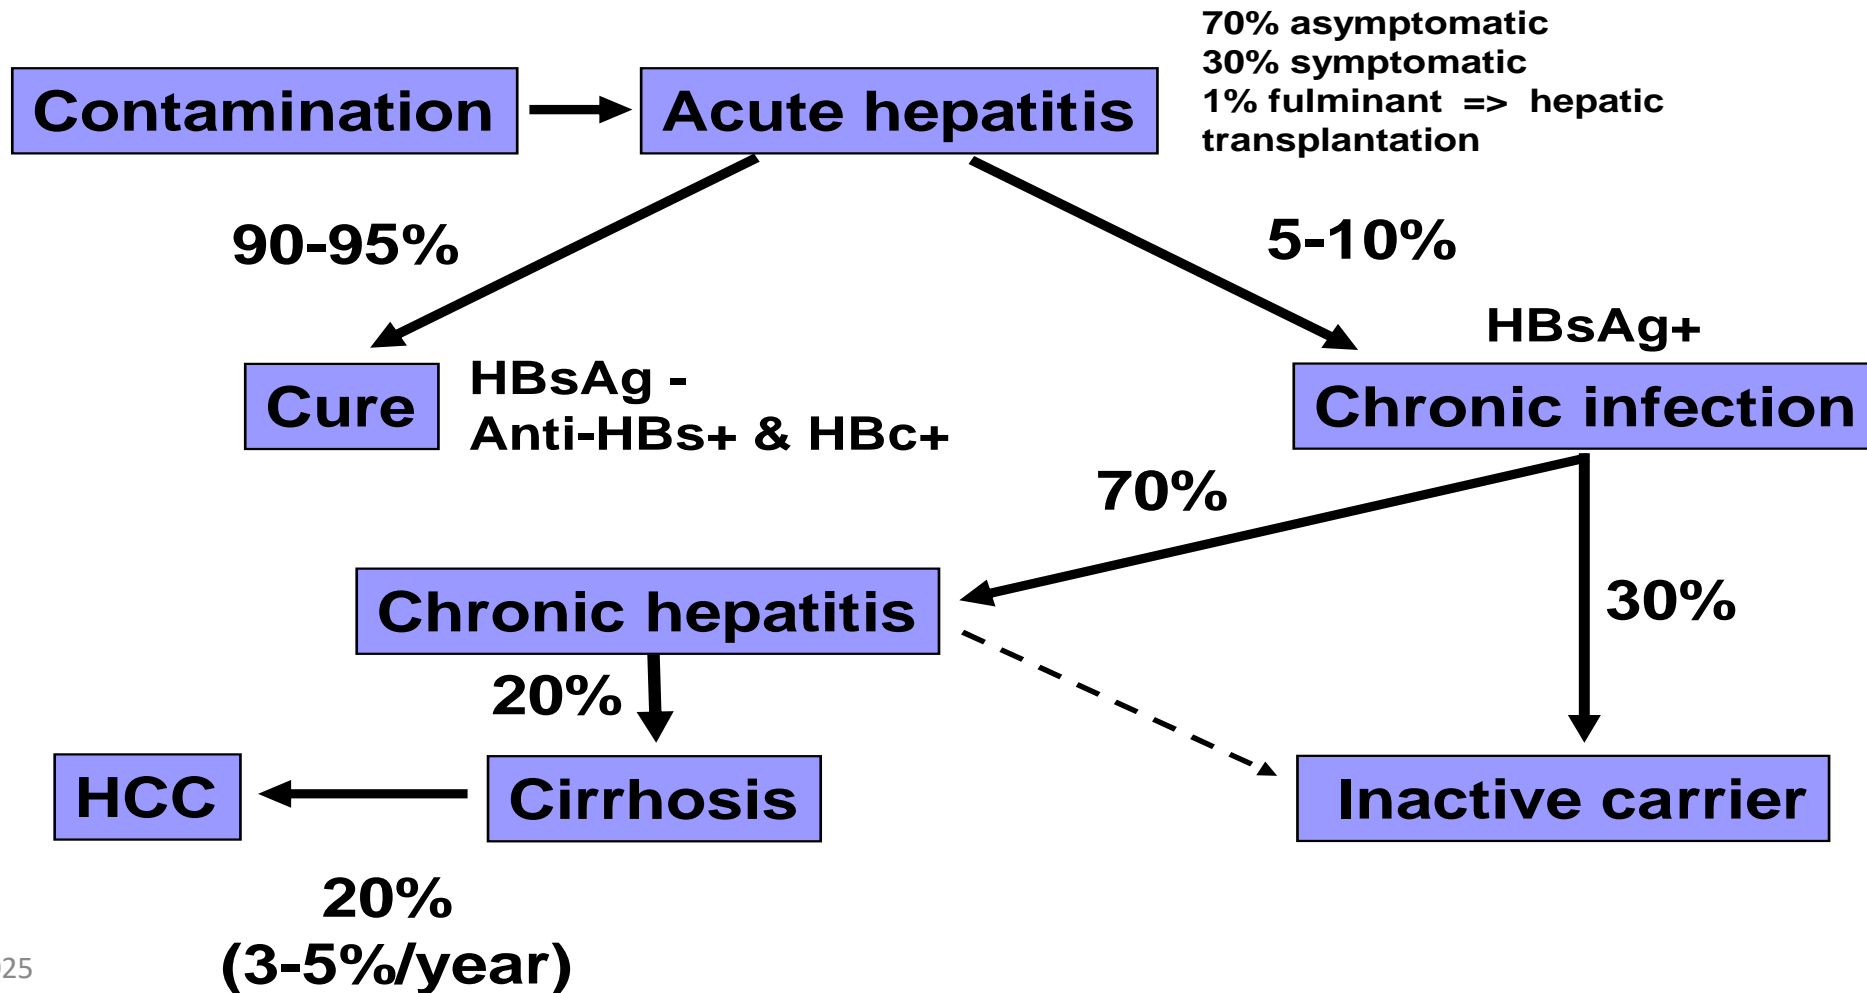 70% asymptomatic
30% symptomatic
1% fulminant => hepatic
transplantation
Contamination
Acute hepatitis
90-95%
5-10%
HBsAg+
Cure
HBsAg -
Anti-HBs+ & HBc+
Chronic infection
70%
Chronic hepatitis
30%
20%
HCC
Cirrhosis
Inactive carrier
20%
(3-5%/year)